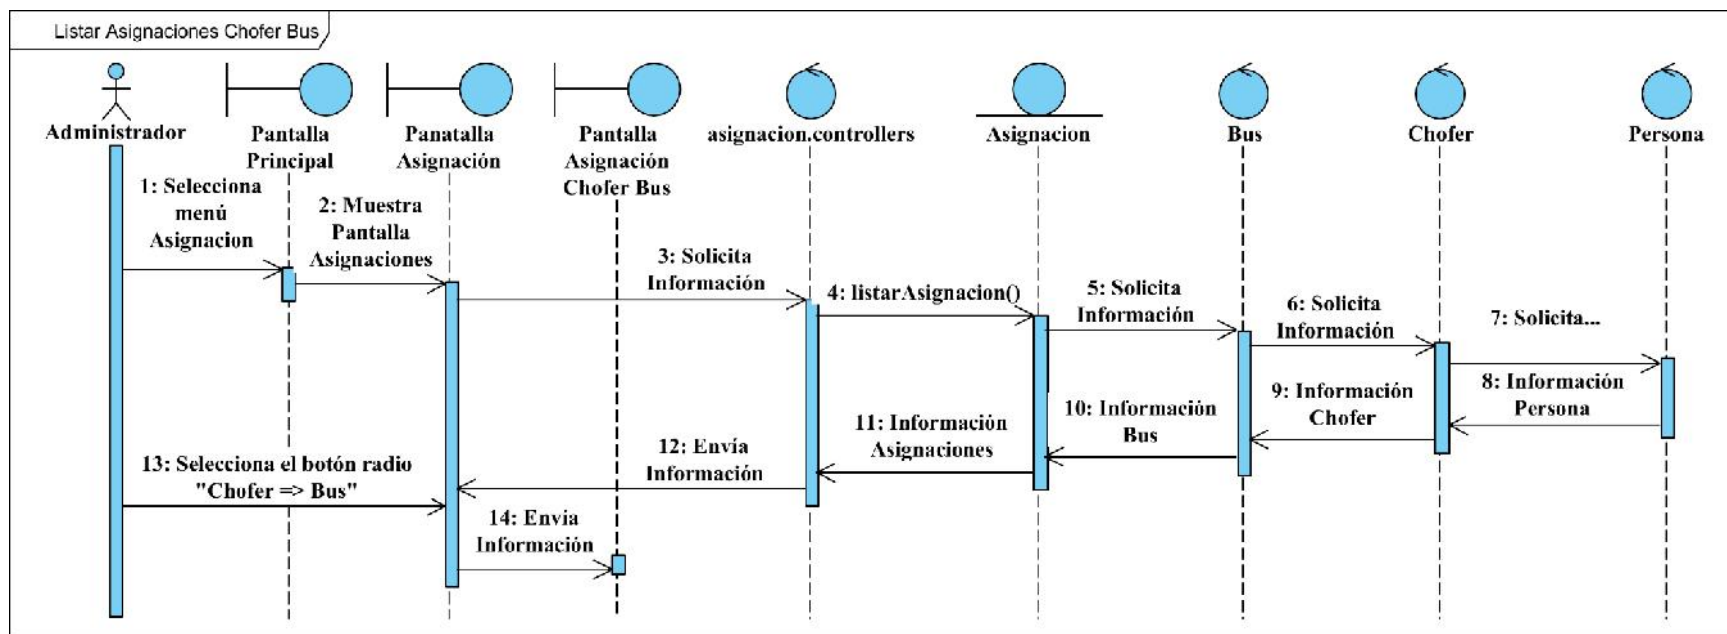 Listar Asignaciones Chofer Bus
Administrador
Pantalla
Principal
Panatalla
Asignación
Pantalla
Asignación
Chofer Bus
asignacion.controllers
Asignacion
Bus
Chofer
Persona
1: Selecciona
menú
Asignacion
2: Muestra
Pantalla
Asignaciones
3: Solicita
Información
4: listarAsignacion()
5: Solicita
Información
6: Solicita
Información
7: Solicita...
8: Información
Persona
9: Información
Chofer
10: Información
Bus
11: Información
Asignaciones
12: Envía
Información
13: Selecciona el botón radio
"Chofer => Bus"
14: Envia
Información